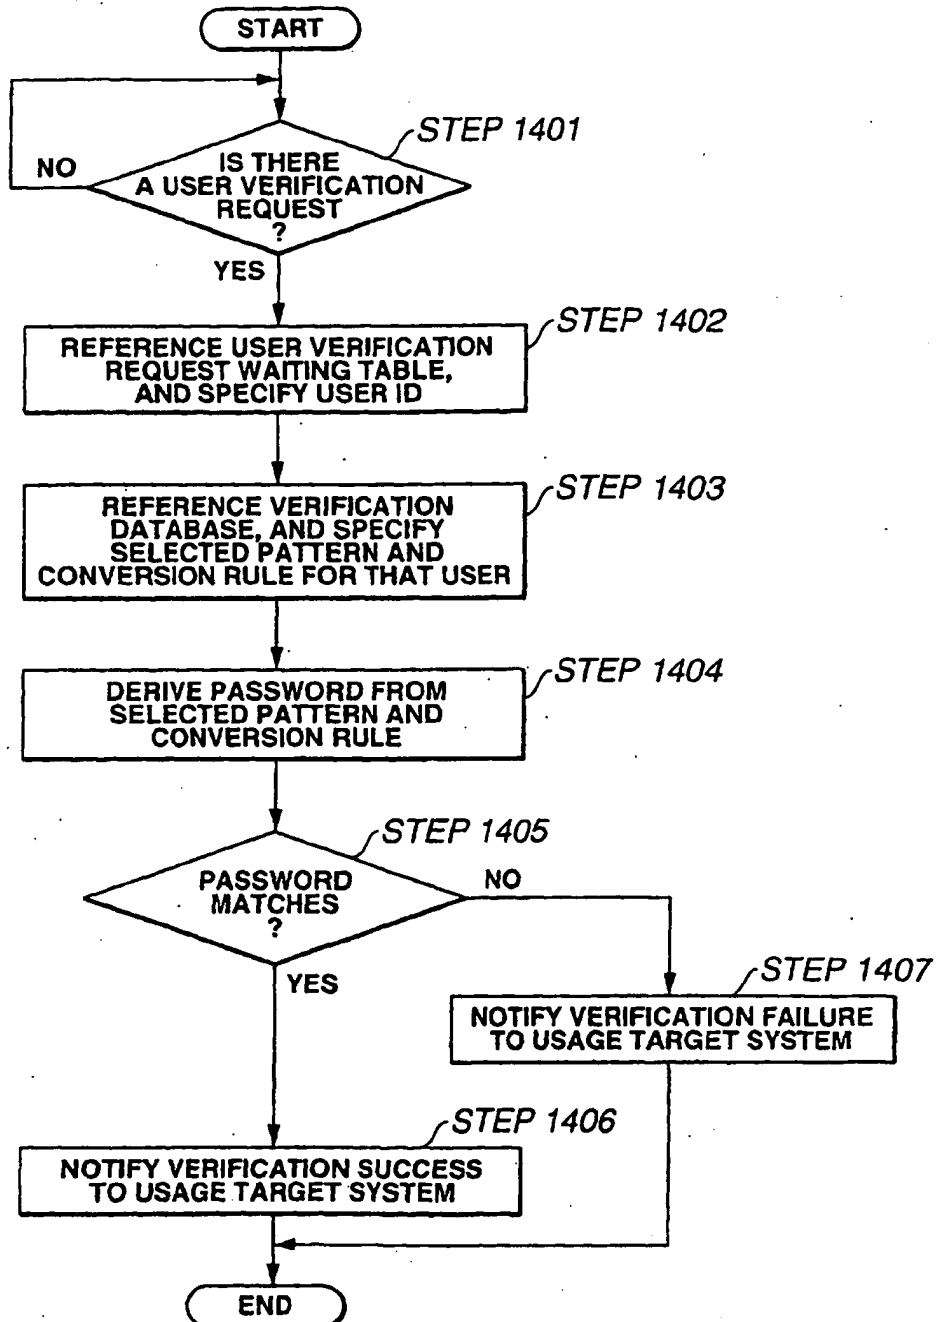 START
STEP 1401
NO
IS THERE
A USER VERIFICATION
REQUEST
?
YES
STEP 1402
REFERENCE USER VERIFICATION
REQUEST WAITING TABLE,
AND SPECIFY USER ID
STEP 1403
REFERENCE VERIFICATION
DATABASE, AND SPECIFY
SELECTED PATTERN AND
CONVERSION RULE FOR THAT USER
STEP 1404
DERIVE PASSWORD FROM
SELECTED PATTERN AND
CONVERSION RULE
STEP 1405
PASSWORD
MATCHES
?
NO
YES
STEP 1407
NOTIFY VERIFICATION FAILURE
TO USAGE TARGET SYSTEM
STEP 1406
NOTIFY VERIFICATION SUCCESS
TO USAGE TARGET SYSTEM
END